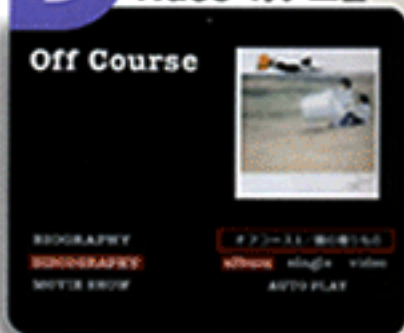 Off Course
BIOGRAPHY
DISCOGRAPHY
album single video
MOVIE SHOW
AUTO PLAY